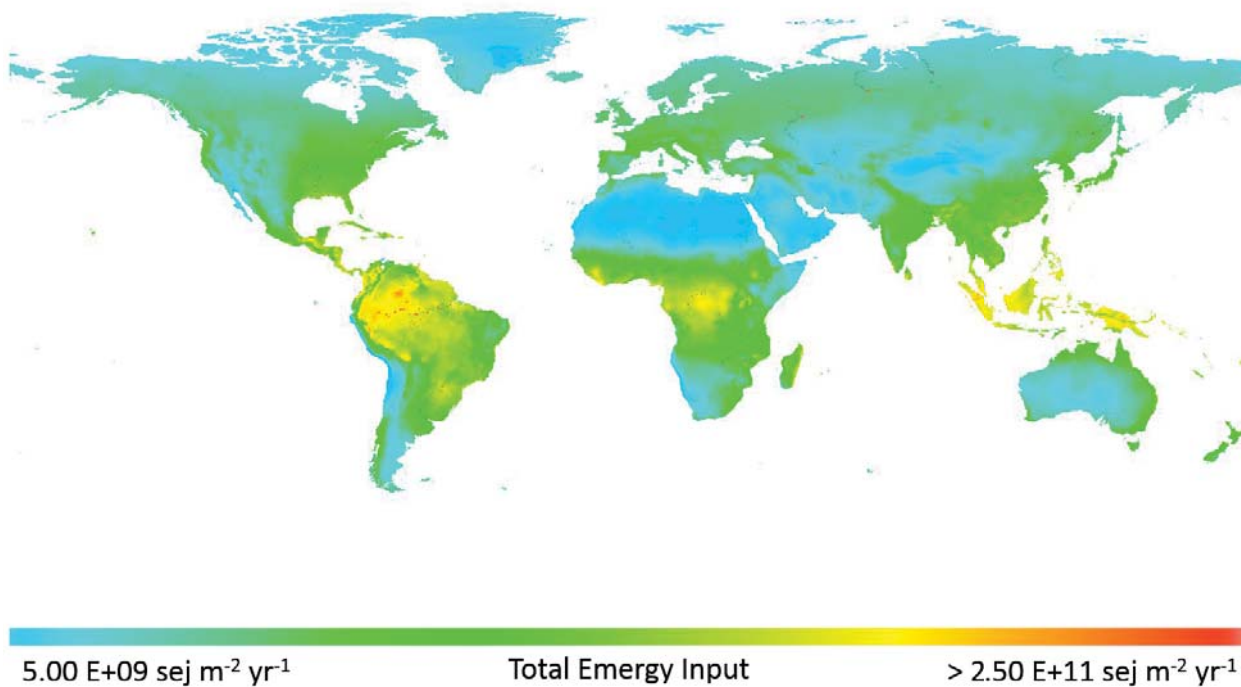 5.00 E+09 sej m⁻² yr⁻¹ Total Emergy Input > 2.50 E+11 sej m⁻² yr⁻¹